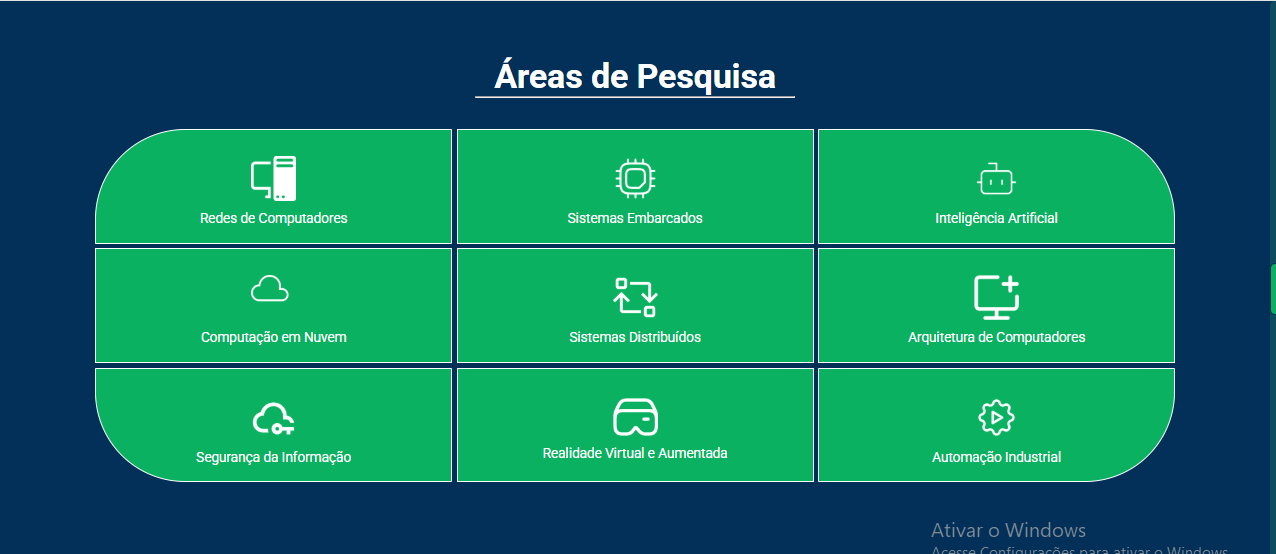 Áreas de Pesquisa
Redes de Computadores
Sistemas Embarcados
Inteligência Artificial
Computação em Nuvem
Sistemas Distribuídos
Arquitetura de Computadores
Segurança da Informação
Realidade Virtual e Aumentada
Automação Industrial
Ativar o Windows
Acesse Configurações para ativar o Windows.